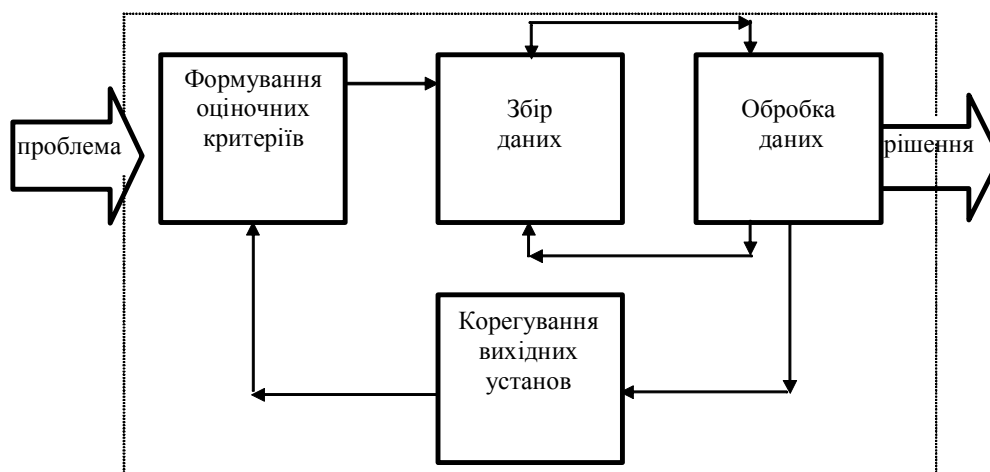 проблема
Формування
оціночних
критеріїв
Збір
даних
Обробка
даних
рішення
Корегування
вихідних
установ